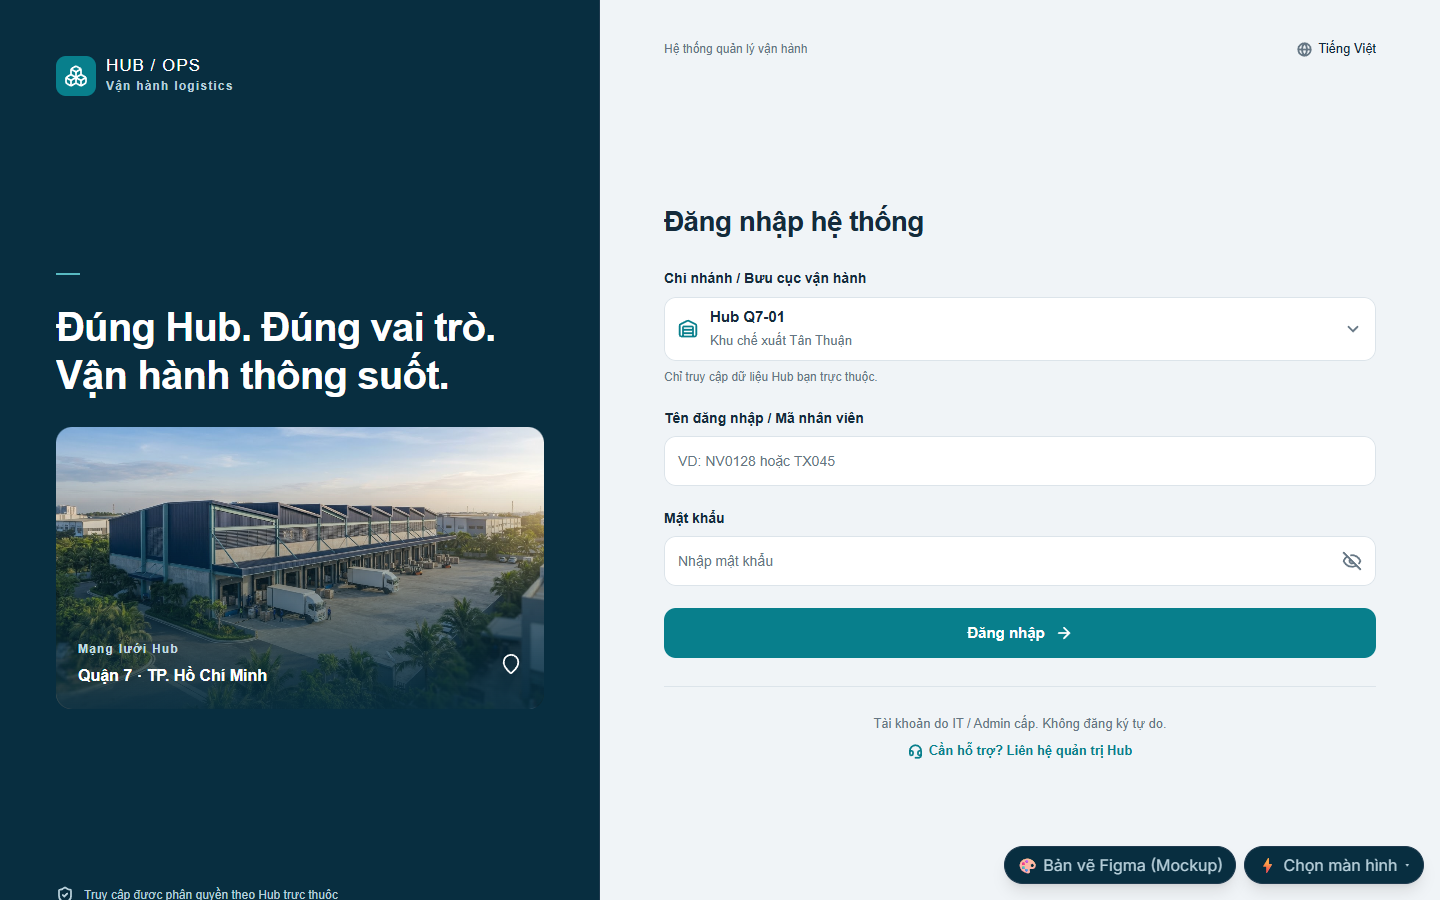 HUB / OPS
Vận hành logistics
Đúng Hub. Đúng vai trò.
Vận hành thông suốt.
Mạng lưới Hub
Quận 7 · TP. Hồ Chí Minh
Truy cập được phân quyền theo Hub trực thuộc
Hệ thống quản lý vận hành
Tiếng Việt
Đăng nhập hệ thống
Chi nhánh / Bưu cục vận hành
Hub Q7-01
Khu chế xuất Tân Thuận
Chỉ truy cập dữ liệu Hub bạn trực thuộc.
Tên đăng nhập / Mã nhân viên
VD: NV0128 hoặc TX045
Mật khẩu
Nhập mật khẩu
Đăng nhập
Tài khoản do IT / Admin cấp. Không đăng ký tự do.
Cần hỗ trợ? Liên hệ quản trị Hub
Bản vẽ Figma (Mockup)
Chọn màn hình